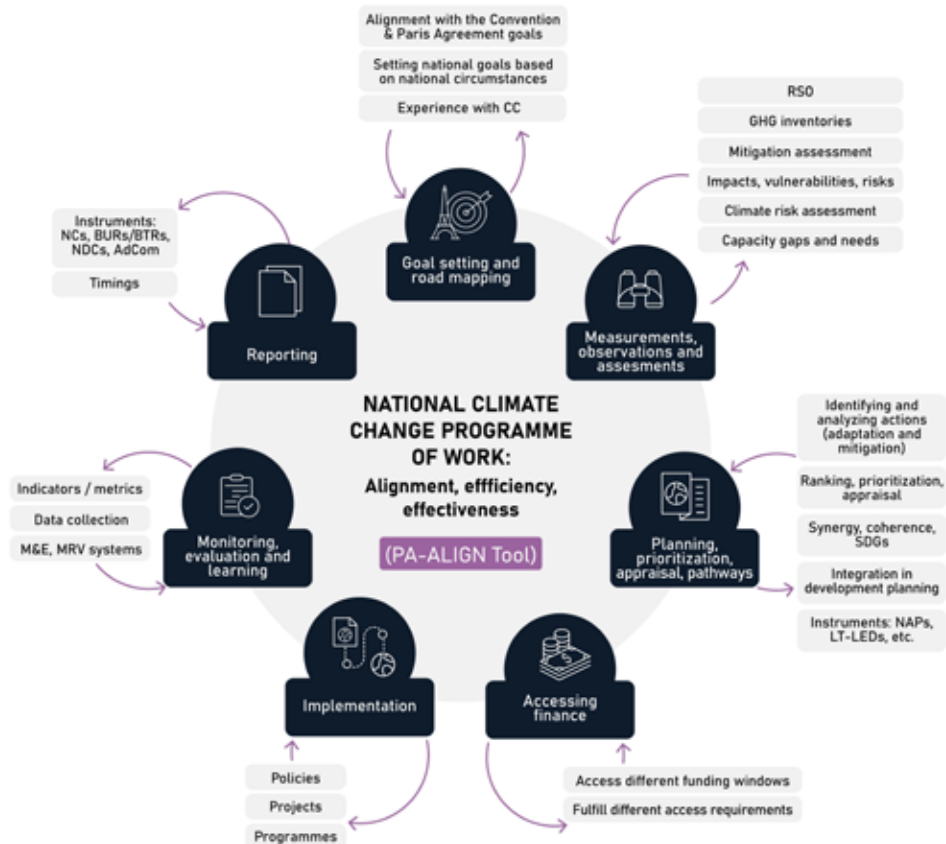 Alignment with the Convention
& Paris Agreement goals
Setting national goals based
on national circumstances
Experience with CC
Goal setting and
road mapping
RSO
GHG inventories
Mitigation assessment
Impacts, vulnerabilities, risks
Climate risk assessment
Capacity gaps and needs
Measurements,
observations and
assesments
Identifying and
analyzing actions
(adaptation and
mitigation)
Ranking, prioritization,
appraisal
Synergy, coherence,
SDGs
Integration in
development planning
Instruments: NAPs,
LT-LEDs, etc.
Planning,
prioritization,
appraisal, pathways
Accessing
finance
Access different funding windows
Fulfill different access requirements
Implementation
Policies
Projects
Programmes
Monitoring,
evaluation and
learning
Indicators / metrics
Data collection
M&E, MRV systems
Reporting
Instruments:
NCs, BURs/BTRs,
NDCs, AdCom
Timings
NATIONAL CLIMATE
CHANGE PROGRAMME
OF WORK:
Alignment, effficiency,
effectiveness
(PA-ALIGN Tool)